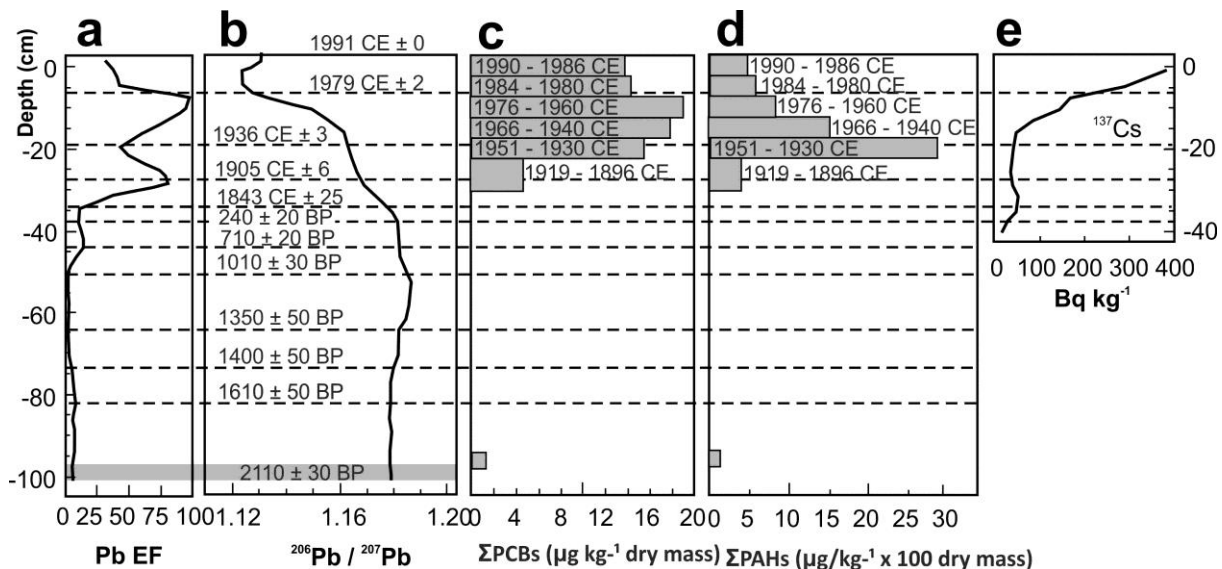 a
b
c
d
e
Depth (cm)
0
-20
-40
-60
-80
-100
0 25 50 75 100
Pb EF
1991 CE ± 0
1979 CE ± 2
1936 CE ± 3
1905 CE ± 6
1843 CE ± 25
240 ± 20 BP
710 ± 20 BP
1010 ± 30 BP
1350 ± 50 BP
1400 ± 50 BP
1610 ± 50 BP
2110 ± 30 BP
1.12 1.16 1.20
²⁰⁶Pb / ²⁰⁷Pb
1990 - 1986 CE
1984 - 1980 CE
1976 - 1960 CE
1966 - 1940 CE
1951 - 1930 CE
1919 - 1896 CE
0 4 8 12 16 20
ΣPCBs (µg kg-¹ dry mass)
1990 - 1986 CE
1984 - 1980 CE
1976 - 1960 CE
1966 - 1940 CE
1951 - 1930 CE
1919 - 1896 CE
0 5 10 15 20 25 30
ΣPAHs (µg/kg-¹ x 100 dry mass)
¹³⁷Cs
0
-20
-40
0 100 200 300 400
Bq kg⁻¹